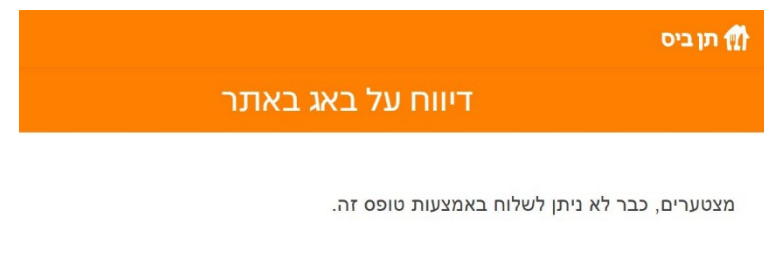 תן ביס
דיווח על באג באתר
מצטערים, כבר לא ניתן לשלוח באמצעות טופס זה.